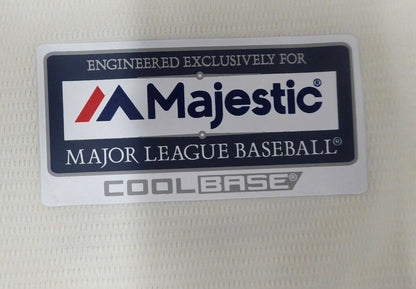 ENGINEERED EXCLUSIVELY FOR
Majestic®
MAJOR LEAGUE BASEBALL®
COOLBASE®